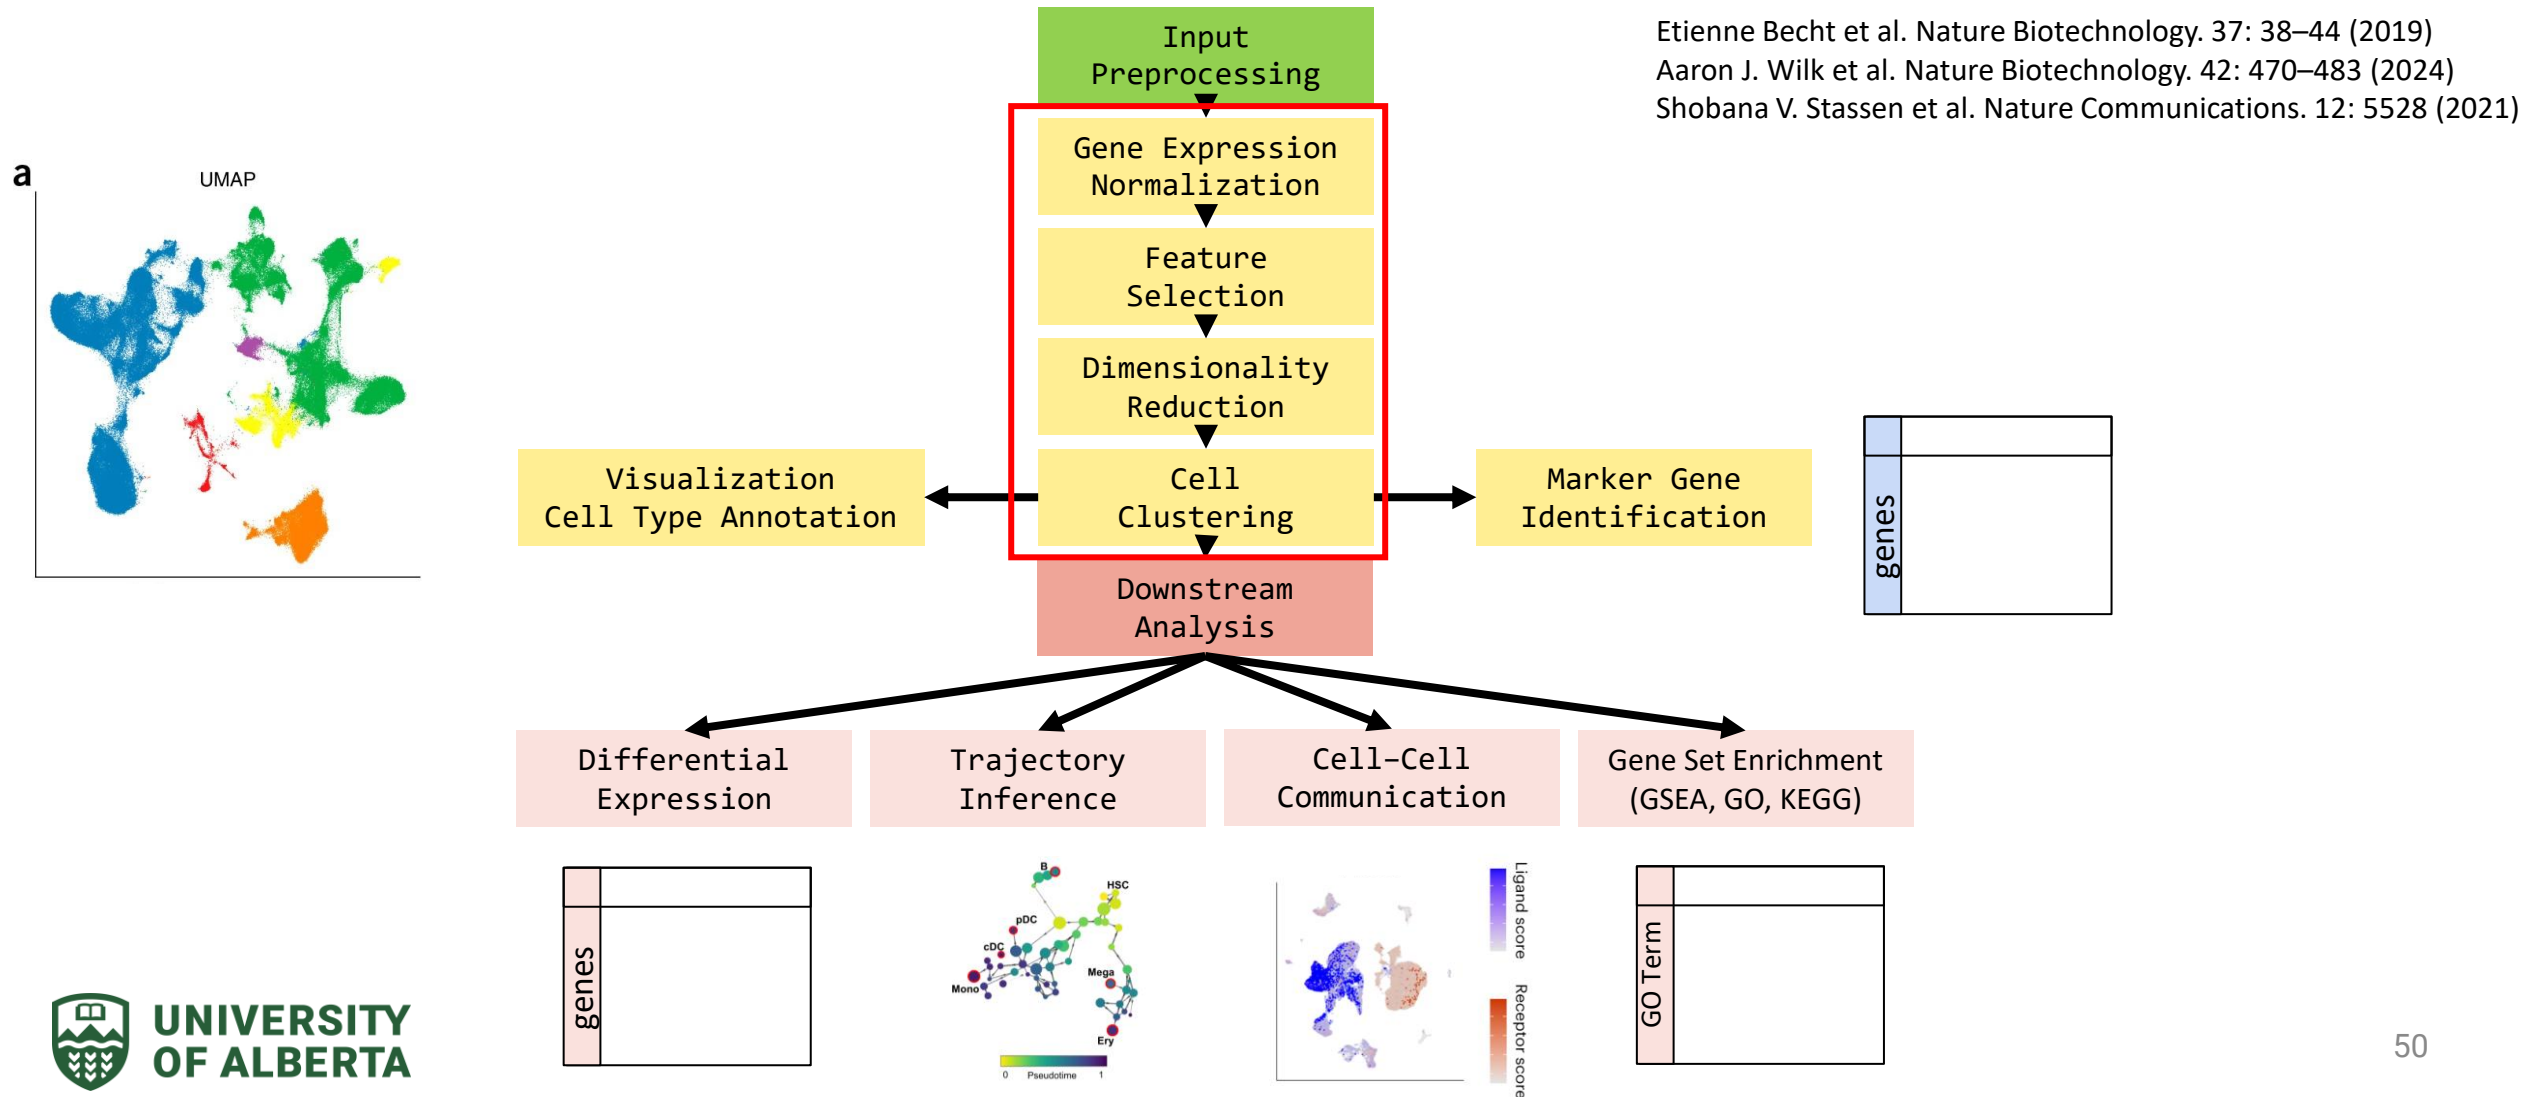 Etienne Becht et al. Nature Biotechnology. 37: 38–44 (2019)
Aaron J. Wilk et al. Nature Biotechnology. 42: 470–483 (2024)
Shobana V. Stassen et al. Nature Communications. 12: 5528 (2021)
Input
Preprocessing
Gene Expression
Normalization
Feature
Selection
Dimensionality
Reduction
Cell
Clustering
a
UMAP
Visualization
Cell Type Annotation
Marker Gene
Identification
genes
Downstream
Analysis
Differential
Expression
Trajectory
Inference
Cell–Cell
Communication
Gene Set Enrichment
(GSEA, GO, KEGG)
genes
B
HSC
pDC
cDC
Mega
Mono
Ery
0 Pseudotime 1
Ligand score
Receptor score
GO Term
UNIVERSITY
OF ALBERTA
50